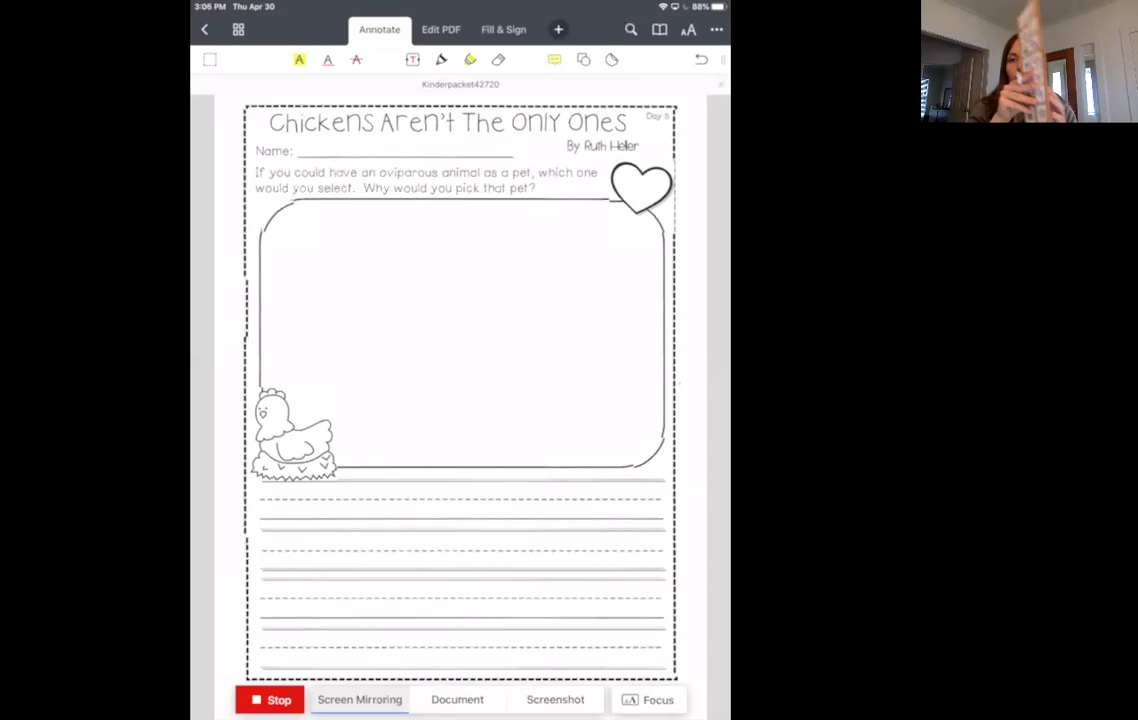 3:06 PM Thu Apr 30
88%
Annotate
Edit PDF
Fill & Sign
+
AA
A A A T
Kinderpacket42720
Chickens Aren't The Only Ones
Day 5
Name:
By Ruth Heller
If you could have an oviparous animal as a pet, which one
would you select. Why would you pick that pet?
Stop
Screen Mirroring
Document
Screenshot
AA Focus